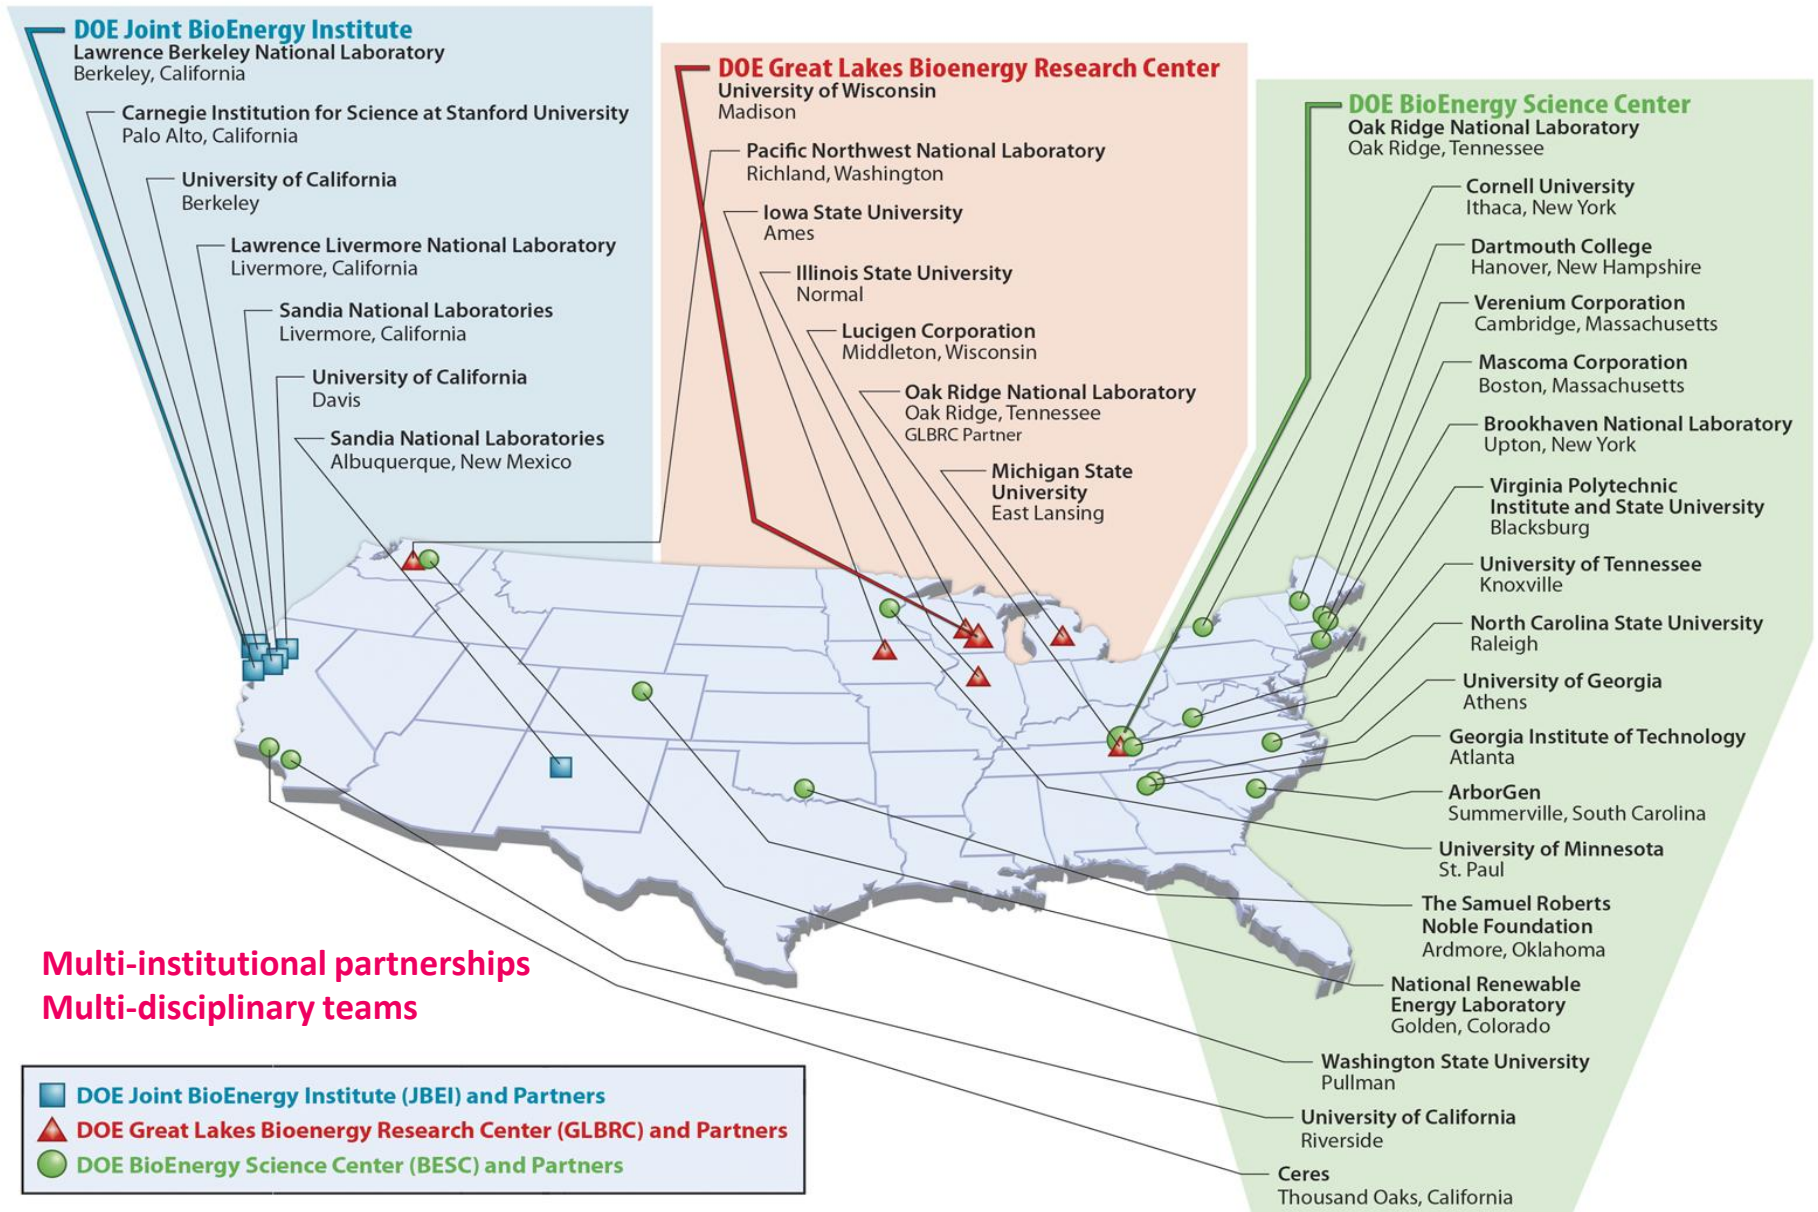 DOE Joint BioEnergy Institute
Lawrence Berkeley National Laboratory
Berkeley, California
Carnegie Institution for Science at Stanford University
Palo Alto, California
University of California
Berkeley
Lawrence Livermore National Laboratory
Livermore, California
Sandia National Laboratories
Livermore, California
University of California
Davis
Sandia National Laboratories
Albuquerque, New Mexico
DOE Great Lakes Bioenergy Research Center
University of Wisconsin
Madison
Pacific Northwest National Laboratory
Richland, Washington
Iowa State University
Ames
Illinois State University
Normal
Lucigen Corporation
Middleton, Wisconsin
Oak Ridge National Laboratory
Oak Ridge, Tennessee
GLBRC Partner
Michigan State
University
East Lansing
DOE BioEnergy Science Center
Oak Ridge National Laboratory
Oak Ridge, Tennessee
Cornell University
Ithaca, New York
Dartmouth College
Hanover, New Hampshire
Verenium Corporation
Cambridge, Massachusetts
Mascoma Corporation
Boston, Massachusetts
Brookhaven National Laboratory
Upton, New York
Virginia Polytechnic
Institute and State University
Blacksburg
University of Tennessee
Knoxville
North Carolina State University
Raleigh
University of Georgia
Athens
Georgia Institute of Technology
Atlanta
ArborGen
Summerville, South Carolina
University of Minnesota
St. Paul
The Samuel Roberts
Noble Foundation
Ardmore, Oklahoma
National Renewable
Energy Laboratory
Golden, Colorado
Washington State University
Pullman
University of California
Riverside
Ceres
Thousand Oaks, California
Multi-institutional partnerships
Multi-disciplinary teams
DOE Joint BioEnergy Institute (JBEI) and Partners
DOE Great Lakes Bioenergy Research Center (GLBRC) and Partners
DOE BioEnergy Science Center (BESC) and Partners